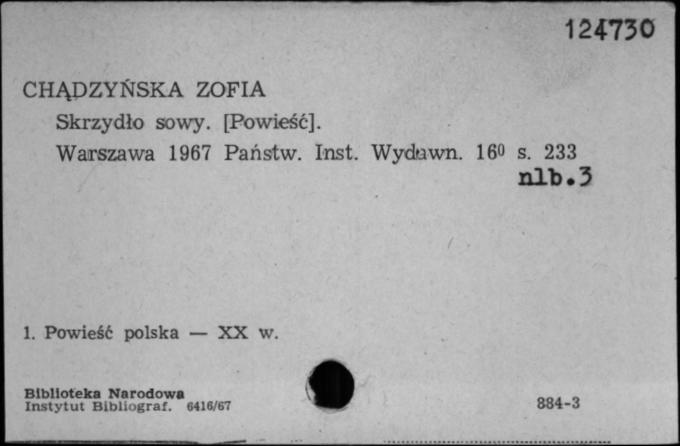 124730
CHĄDZYŃSKA ZOFIA
Skrzydło sowy. [Powieść].
Warszawa 1967 Państw. Inst. Wydawn. 16⁰ s. 233
nlb.3
1. Powieść polska — XX w.
Biblioteka Narodowa
Instytut Bibliograf. 6416/67
884-3